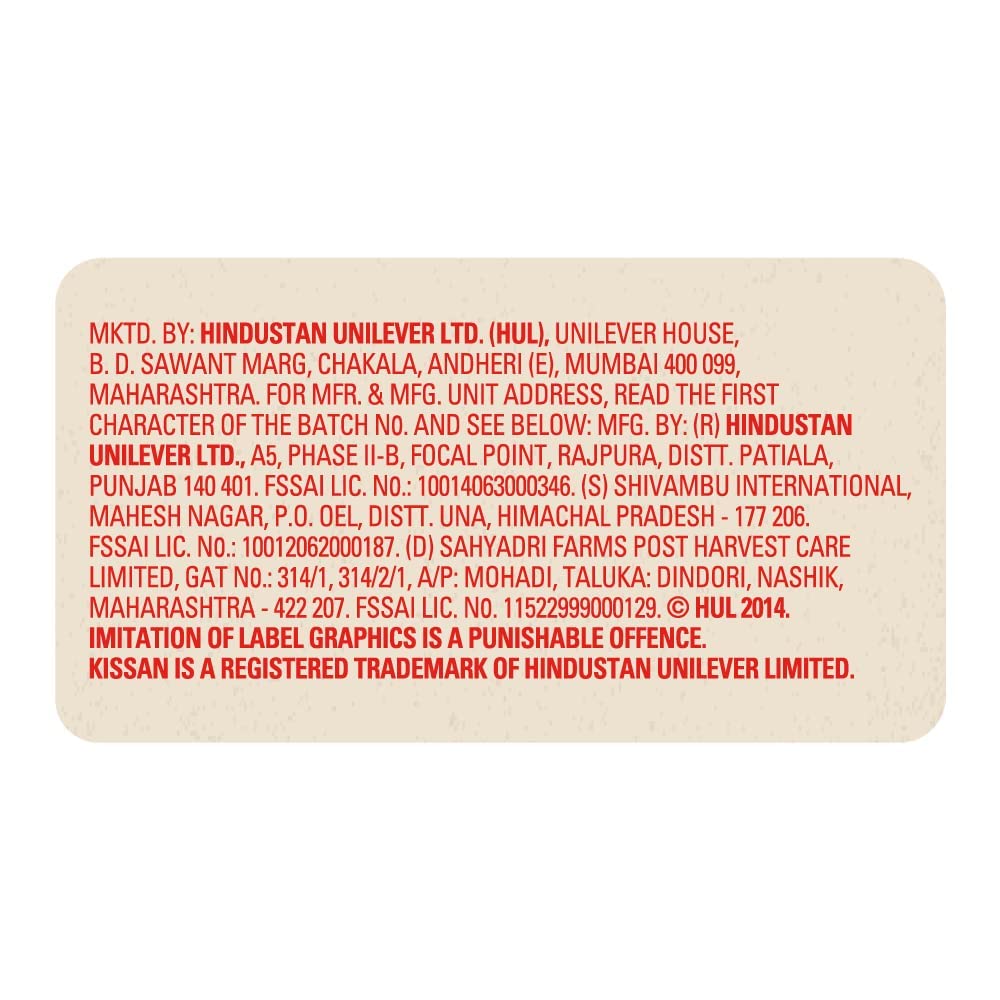 MKTD. BY: HINDUSTAN UNILEVER LTD. (HUL), UNILEVER HOUSE,
B. D. SAWANT MARG, CHAKALA, ANDHERI (E), MUMBAI 400 099,
MAHARASHTRA. FOR MFR. & MFG. UNIT ADDRESS, READ THE FIRST
CHARACTER OF THE BATCH No. AND SEE BELOW: MFG. BY: (R) HINDUSTAN
UNILEVER LTD., A5, PHASE II-B, FOCAL POINT, RAJPURA, DISTT. PATIALA,
PUNJAB 140 401. FSSAI LIC. No.: 10014063000346. (S) SHIVAMBU INTERNATIONAL,
MAHESH NAGAR, P.O. OEL, DISTT. UNA, HIMACHAL PRADESH - 177 206.
FSSAI LIC. No.: 10012062000187. (D) SAHYADRI FARMS POST HARVEST CARE
LIMITED, GAT No.: 314/1, 314/2/1, A/P: MOHADI, TALUKA: DINDORI, NASHIK,
MAHARASHTRA - 422 207. FSSAI LIC. No. 11522999000129. © HUL 2014.
IMITATION OF LABEL GRAPHICS IS A PUNISHABLE OFFENCE.
KISSAN IS A REGISTERED TRADEMARK OF HINDUSTAN UNILEVER LIMITED.